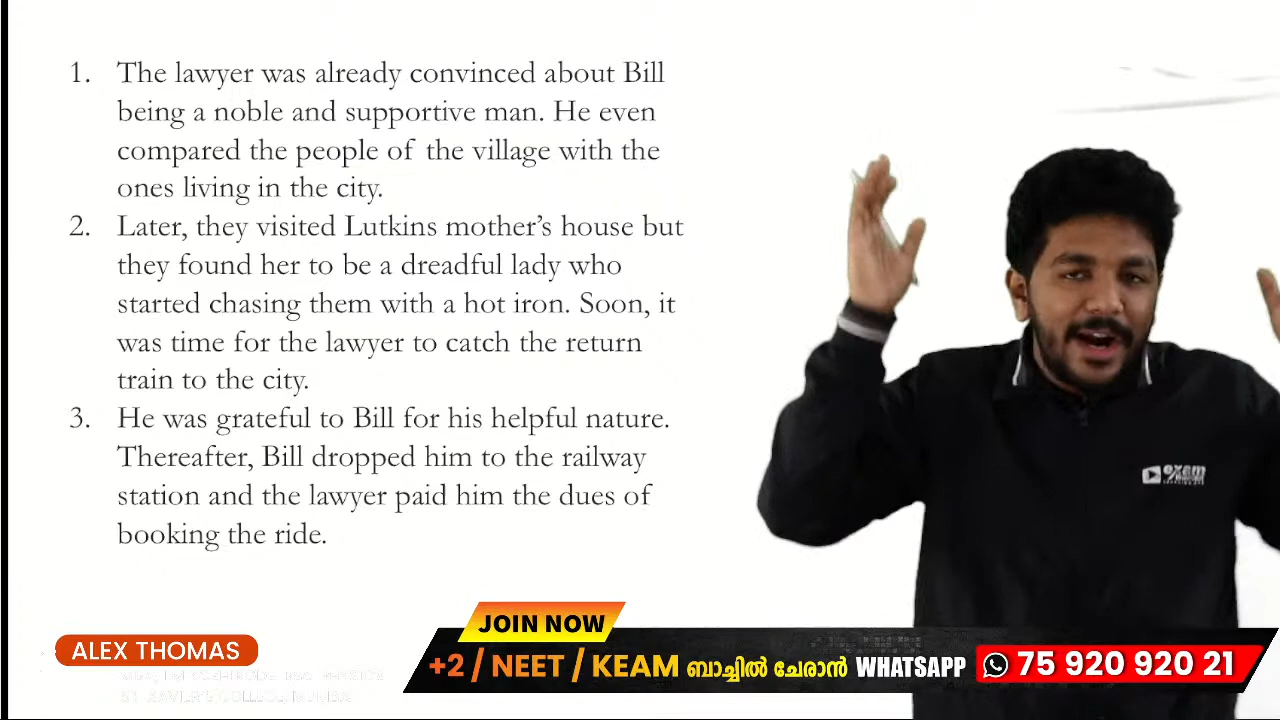 1. The lawyer was already convinced about Bill
being a noble and supportive man. He even
compared the people of the village with the
ones living in the city.
2. Later, they visited Lutkins mother’s house but
they found her to be a dreadful lady who
started chasing them with a hot iron. Soon, it
was time for the lawyer to catch the return
train to the city.
3. He was grateful to Bill for his helpful nature.
Thereafter, Bill dropped him to the railway
station and the lawyer paid him the dues of
booking the ride.
exam
ALEX THOMAS
JOIN NOW
+2 / NEET / KEAM ബാച്ചിൽ ചേരാൻ WHATSAPP 75 920 920 21